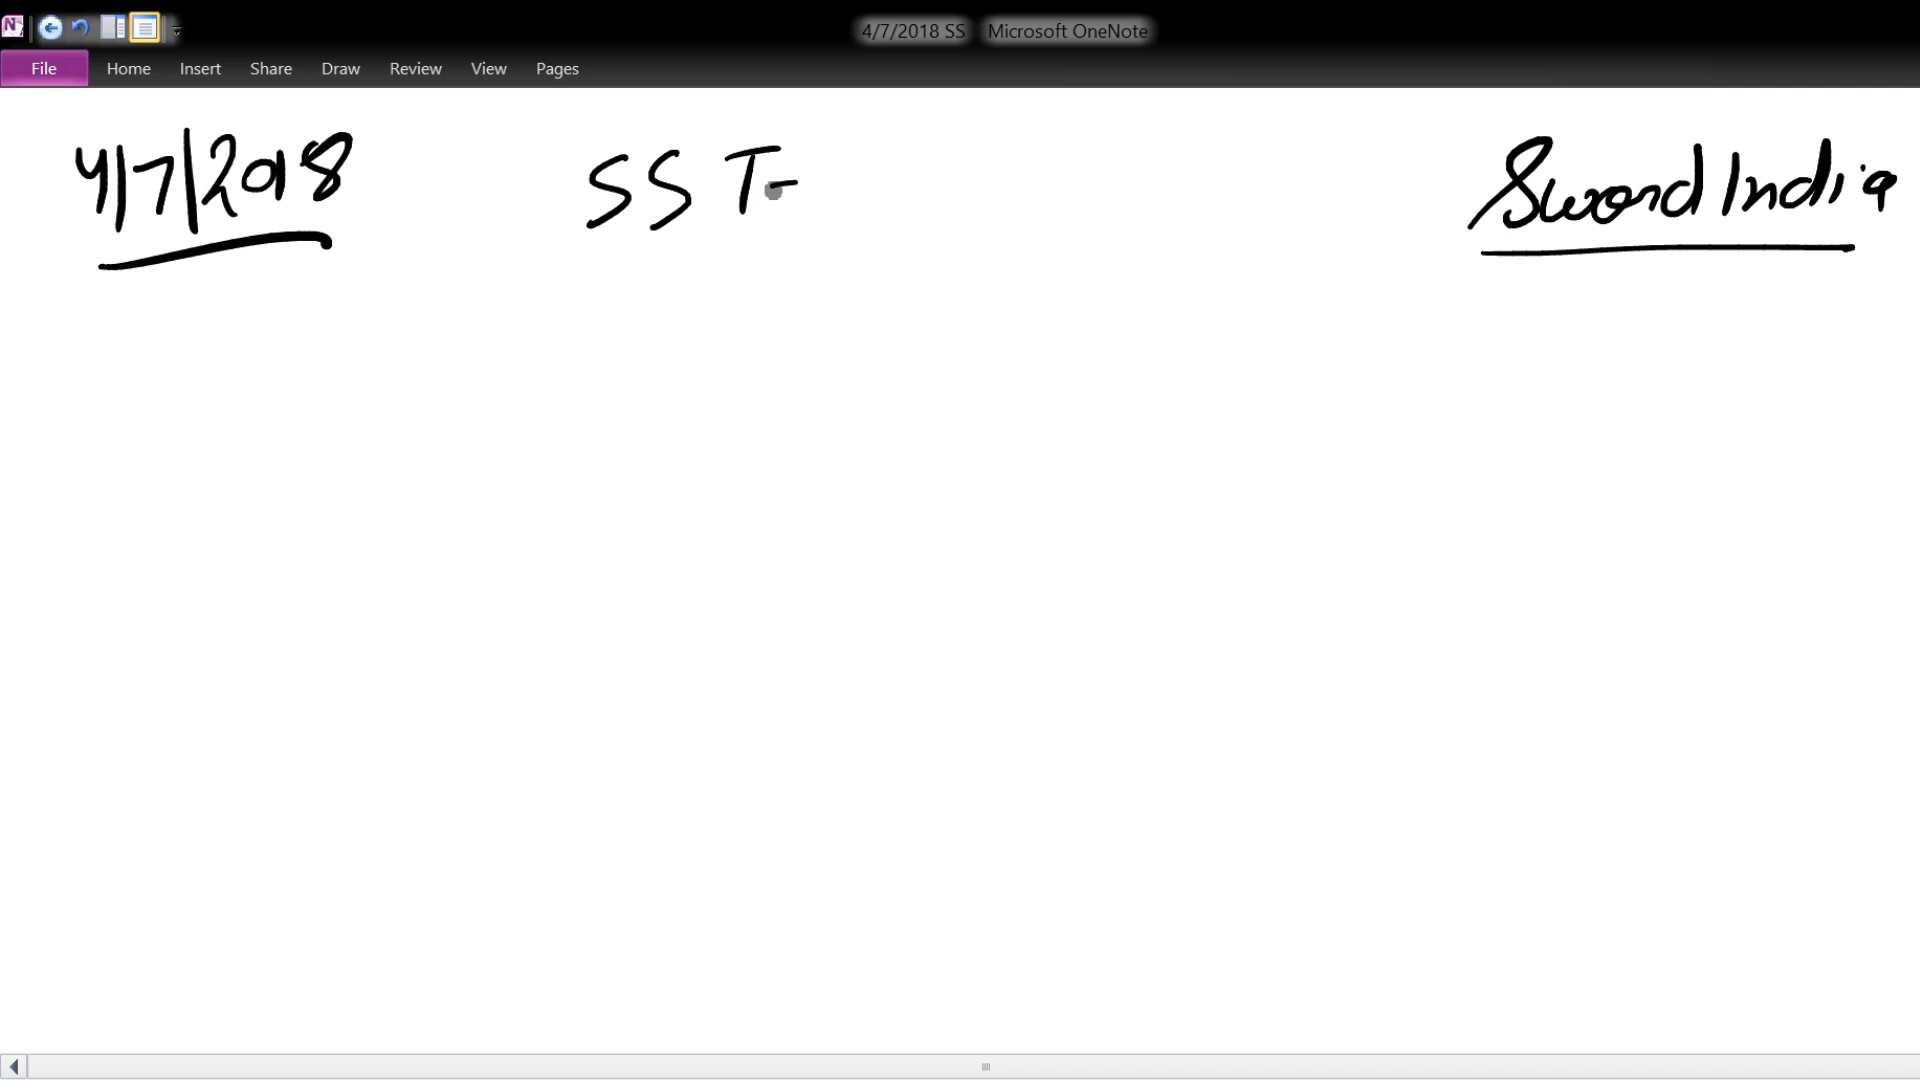 4/7/2018 SS Microsoft OneNote
File Home Insert Share Draw Review View Pages
4/7/2018 SS T- Sword India